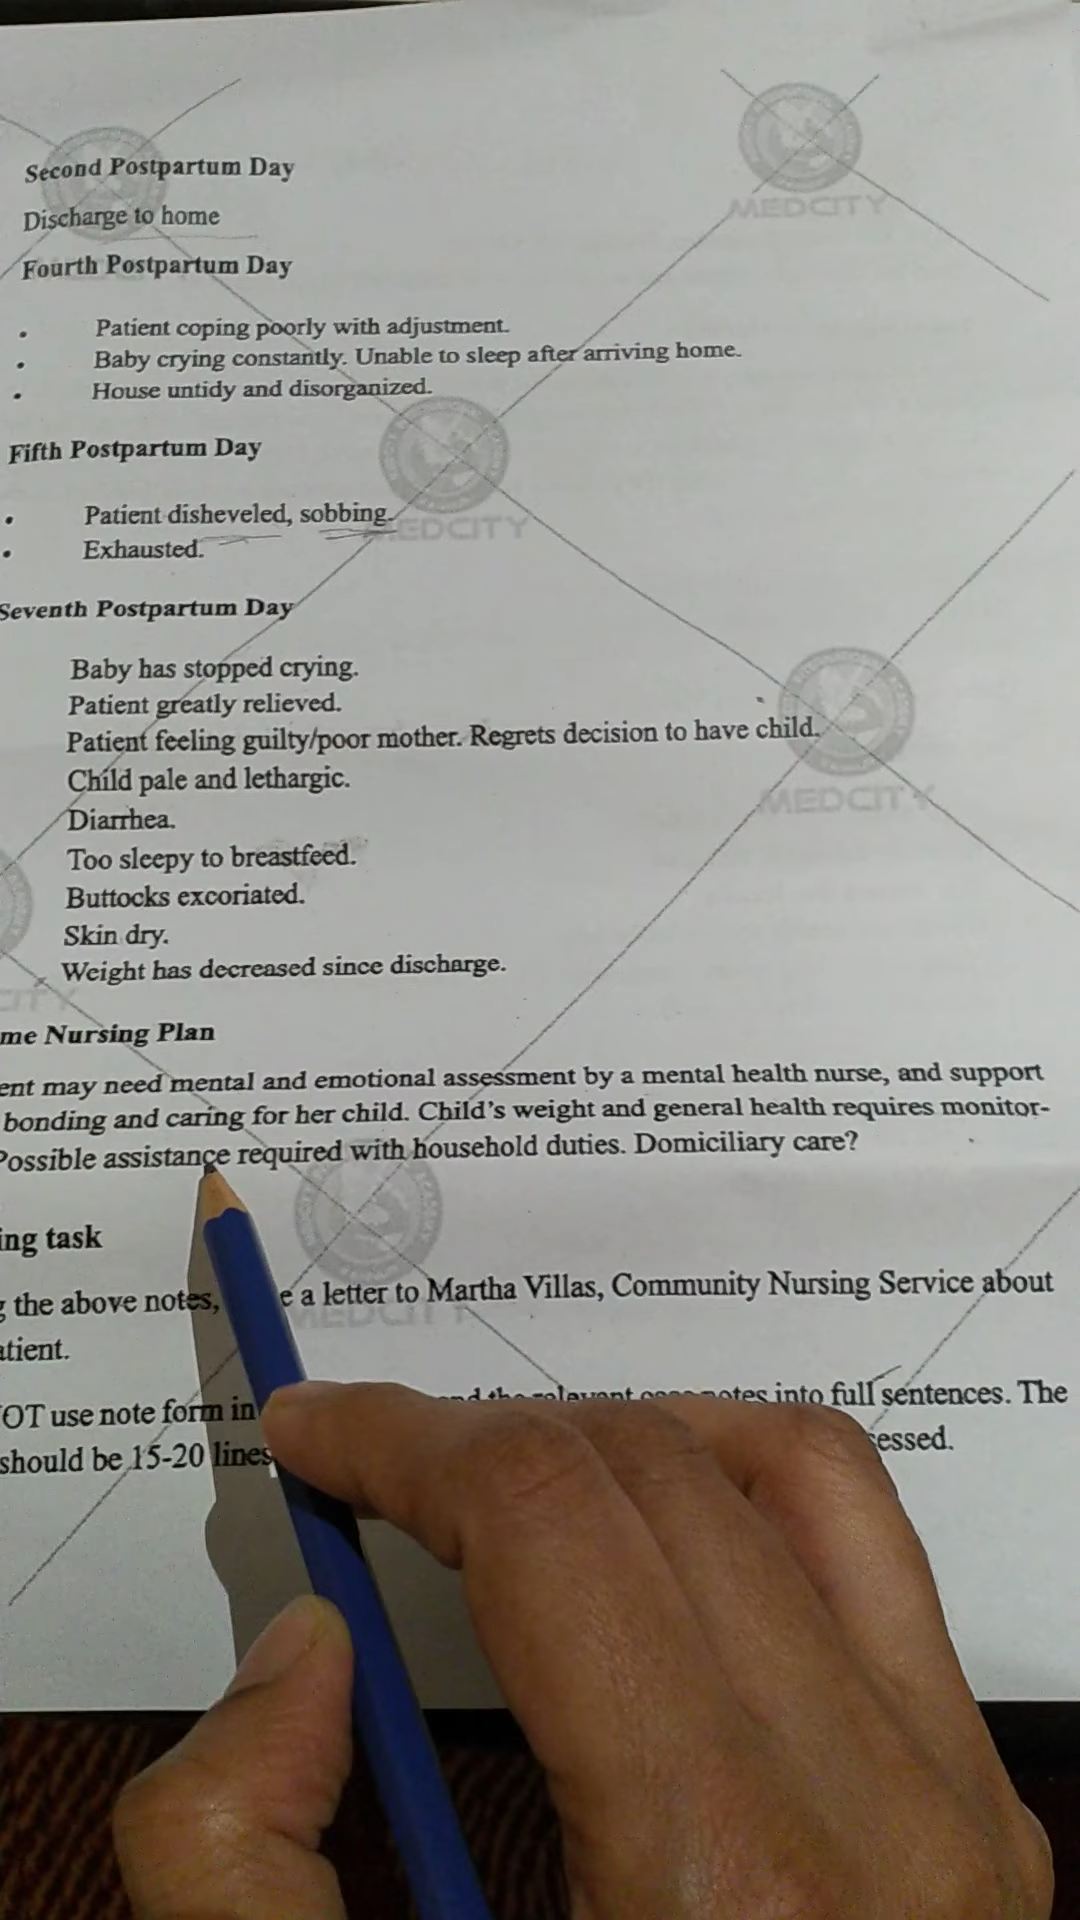 MEDCITY
Second Postpartum Day
Discharge to home
Fourth Postpartum Day
• Patient coping poorly with adjustment.
• Baby crying constantly. Unable to sleep after arriving home.
• House untidy and disorganized.
Fifth Postpartum Day
• Patient disheveled, sobbing.
MEDCITY
• Exhausted.
Seventh Postpartum Day
Baby has stopped crying.
Patient greatly relieved.
Patient feeling guilty/poor mother. Regrets decision to have child.
Child pale and lethargic.
MEDCITY
Diarrhea.
Too sleepy to breastfeed.
Buttocks excoriated.
Skin dry.
Weight has decreased since discharge.
CITY
me Nursing Plan
ent may need mental and emotional assessment by a mental health nurse, and support
bonding and caring for her child. Child's weight and general health requires monitor-
Possible assistance required with household duties. Domiciliary care?
ing task
g the above notes, e a letter to Martha Villas, Community Nursing Service about
MEDCIT
atient.
OT use note form in notes into full sentences. The
should be 15-20 lines essed.